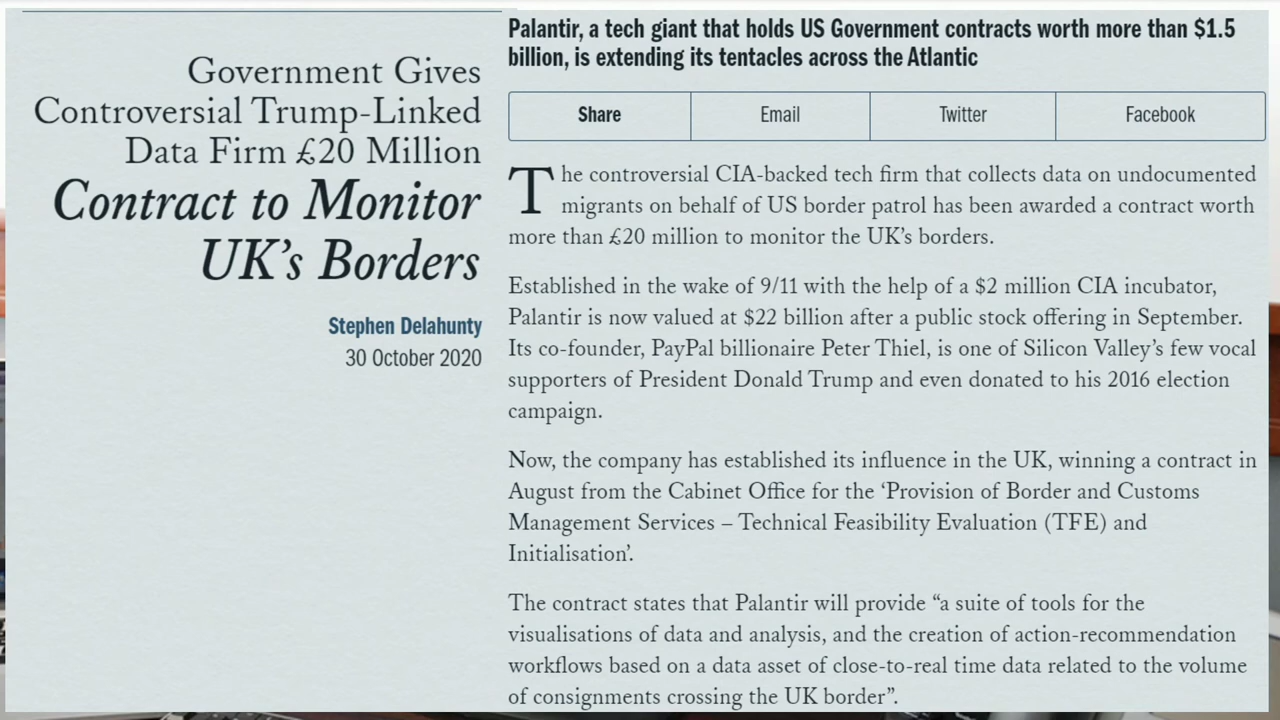 Government Gives
Controversial Trump-Linked
Data Firm £20 Million
Contract to Monitor
UK’s Borders
Stephen Delahunty
30 October 2020
Palantir, a tech giant that holds US Government contracts worth more than $1.5
billion, is extending its tentacles across the Atlantic
Share Email Twitter Facebook
The controversial CIA-backed tech firm that collects data on undocumented
migrants on behalf of US border patrol has been awarded a contract worth
more than £20 million to monitor the UK’s borders.
Established in the wake of 9/11 with the help of a $2 million CIA incubator,
Palantir is now valued at $22 billion after a public stock offering in September.
Its co-founder, PayPal billionaire Peter Thiel, is one of Silicon Valley’s few vocal
supporters of President Donald Trump and even donated to his 2016 election
campaign.
Now, the company has established its influence in the UK, winning a contract in
August from the Cabinet Office for the ‘Provision of Border and Customs
Management Services – Technical Feasibility Evaluation (TFE) and
Initialisation’.
The contract states that Palantir will provide “a suite of tools for the
visualisations of data and analysis, and the creation of action-recommendation
workflows based on a data asset of close-to-real time data related to the volume
of consignments crossing the UK border”.